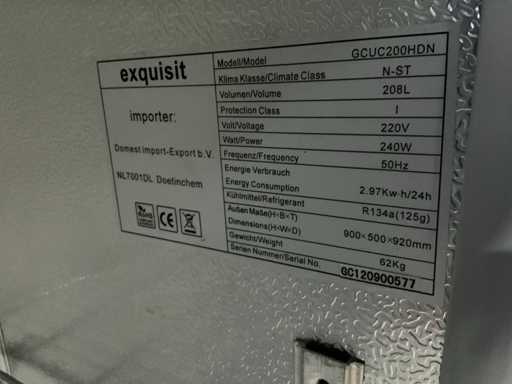 exquisit
importer:
Domest import-Export b.V.
NL7001DL Doetinchem
RoHS
CE
Modell/Model GCUC200HDN
Klima Klasse/Climate Class N-ST
Volumen/Volume 208L
Protection Class I
Volt/Voltage 220V
Watt/Power 240W
Frequenz/Frequency 50Hz
Energie Verbrauch
Energy Consumption 2.97Kw·h/24h
Kühlmittel/Refrigerant R134a(125g)
Außen Maße(H×B×T)
Dimensions(H×W×D) 900×500×920mm
Gewicht/Weight 62Kg
Serien Nummer/Serial No. GC120900577